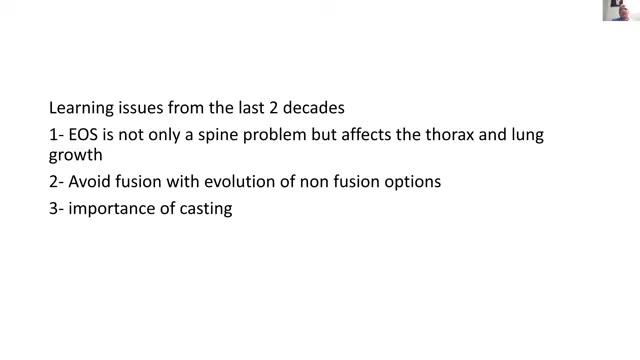 Learning issues from the last 2 decades
1- EOS is not only a spine problem but affects the thorax and lung
growth
2- Avoid fusion with evolution of non fusion options
3- importance of casting